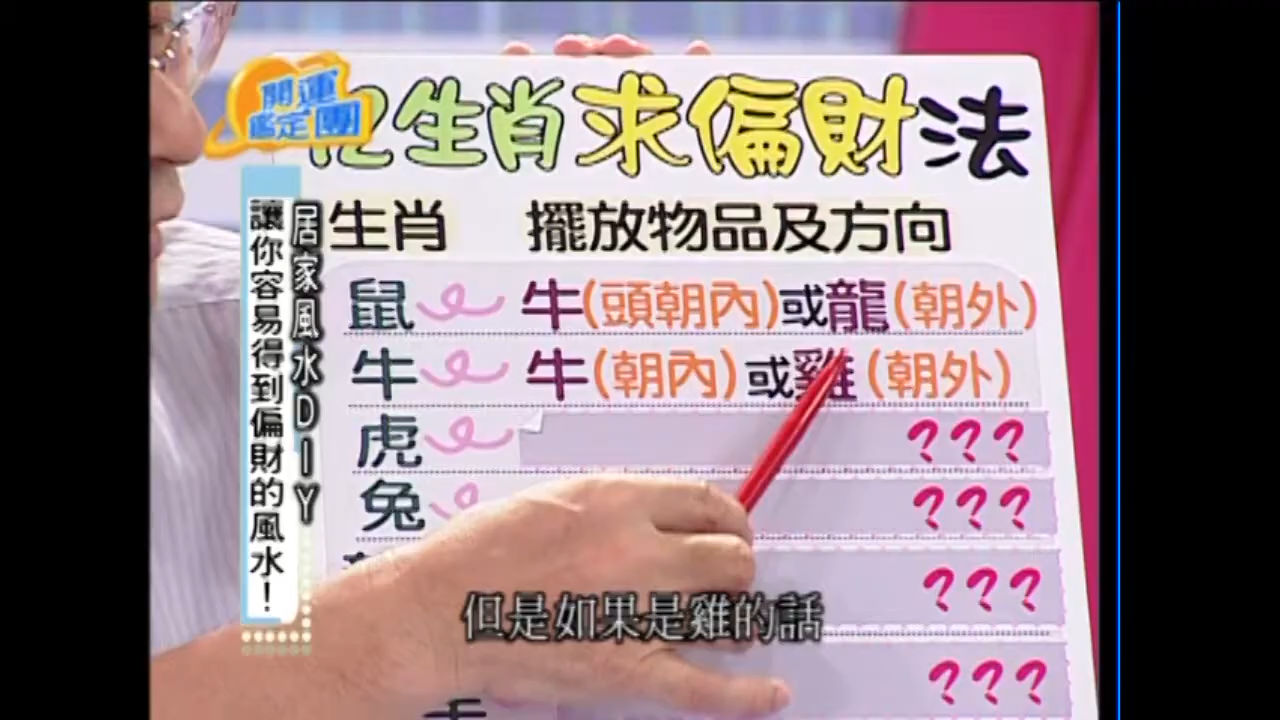 開運
鑑定團
生肖求偏財法
居家風水DIY
讓你容易得到偏財的風水!
生肖 擺放物品及方向
鼠 牛(頭朝內)或龍(朝外)
牛 牛(朝內)或雞(朝外)
虎 ???
兔 ???
???
???
但是如果是雞的話